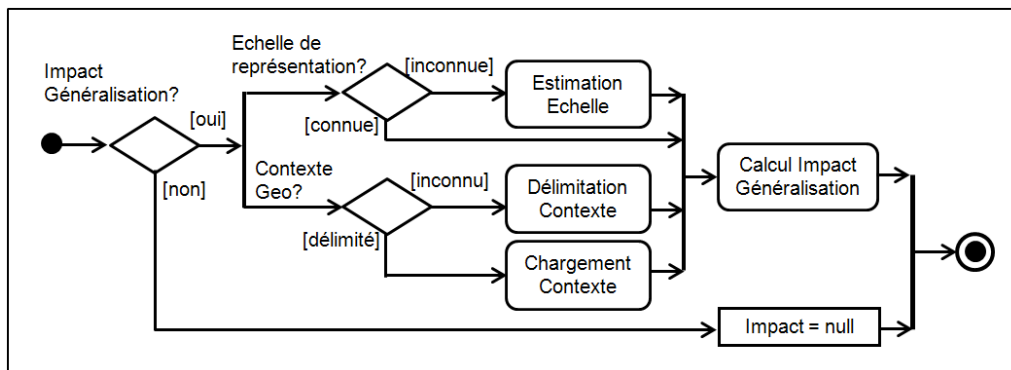 Impact
Généralisation?
[oui]
[non]
Echelle de
représentation?
[inconnue]
[connue]
Estimation
Echelle
Contexte
Geo?
[inconnu]
[délimité]
Délimitation
Contexte
Chargement
Contexte
Calcul Impact
Généralisation
Impact = null